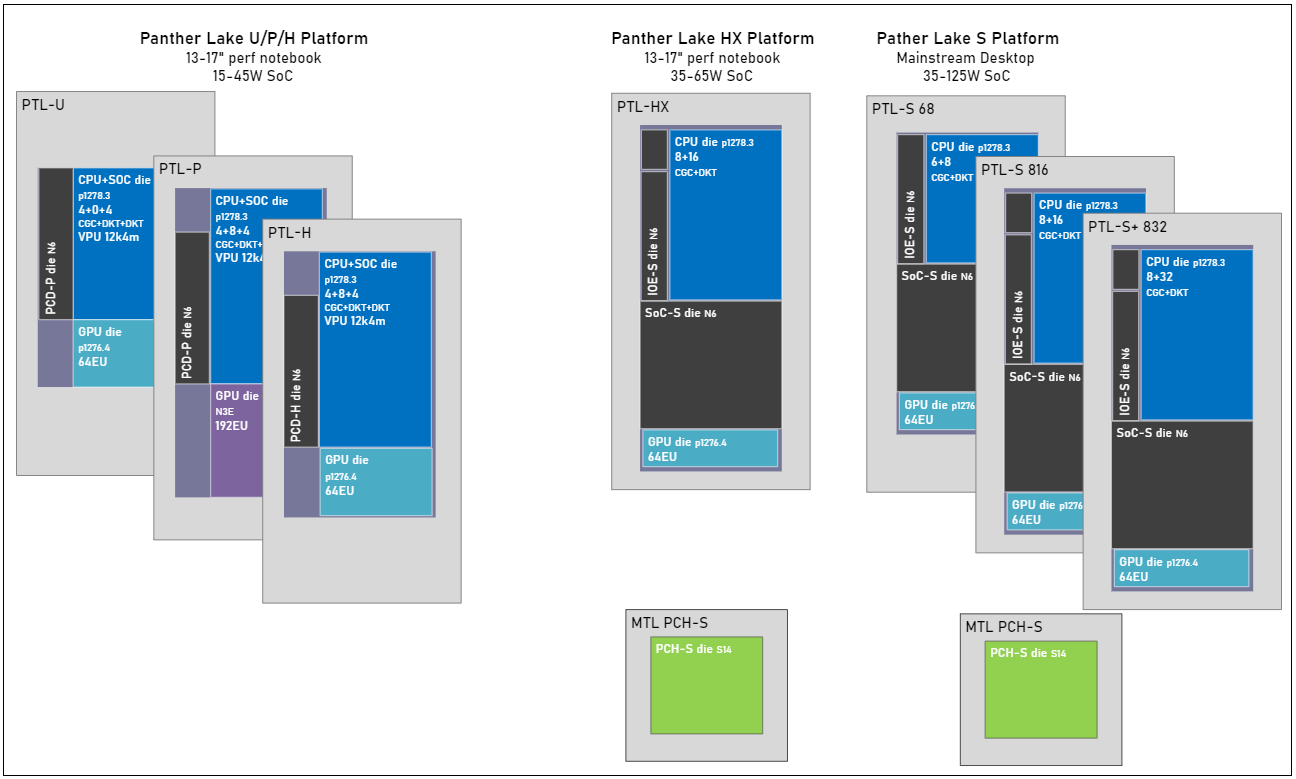 Panther Lake U/P/H Platform
13-17" perf notebook
15-45W SoC
PTL-U
CPU+SOC die
p1278.3
4+0+4
CGC+DKT+DKT
VPU 12k4m
PCD-P die N6
GPU die
p1276.4
64EU
PTL-P
CPU+SOC die
p1278.3
4+8+4
CGC+DKT+
VPU 12k4
PCD-P die N6
GPU die
N3E
192EU
PTL-H
CPU+SOC die
p1278.3
4+8+4
CGC+DKT+DKT
VPU 12k4m
PCD-H die N6
GPU die
p1276.4
64EU
Panther Lake HX Platform
13-17" perf notebook
35-65W SoC
PTL-HX
CPU die p1278.3
8+16
CGC+DKT
IOE-S die N6
SoC-S die N6
GPU die p1276.4
64EU
MTL PCH-S
PCH-S die S14
Pather Lake S Platform
Mainstream Desktop
35-125W SoC
PTL-S 68
CPU die p1278.3
6+8
CGC+DKT
IOE-S die N6
SoC-S die N6
GPU die p1276
64EU
PTL-S 816
CPU die p1278.3
8+16
CGC+DKT
IOE-S die N6
SoC-S die N6
GPU die p1276
64EU
PTL-S+ 832
CPU die p1278.3
8+32
CGC+DKT
IOE-S die N6
SoC-S die N6
GPU die p1276.4
64EU
MTL PCH-S
PCH-S die S14